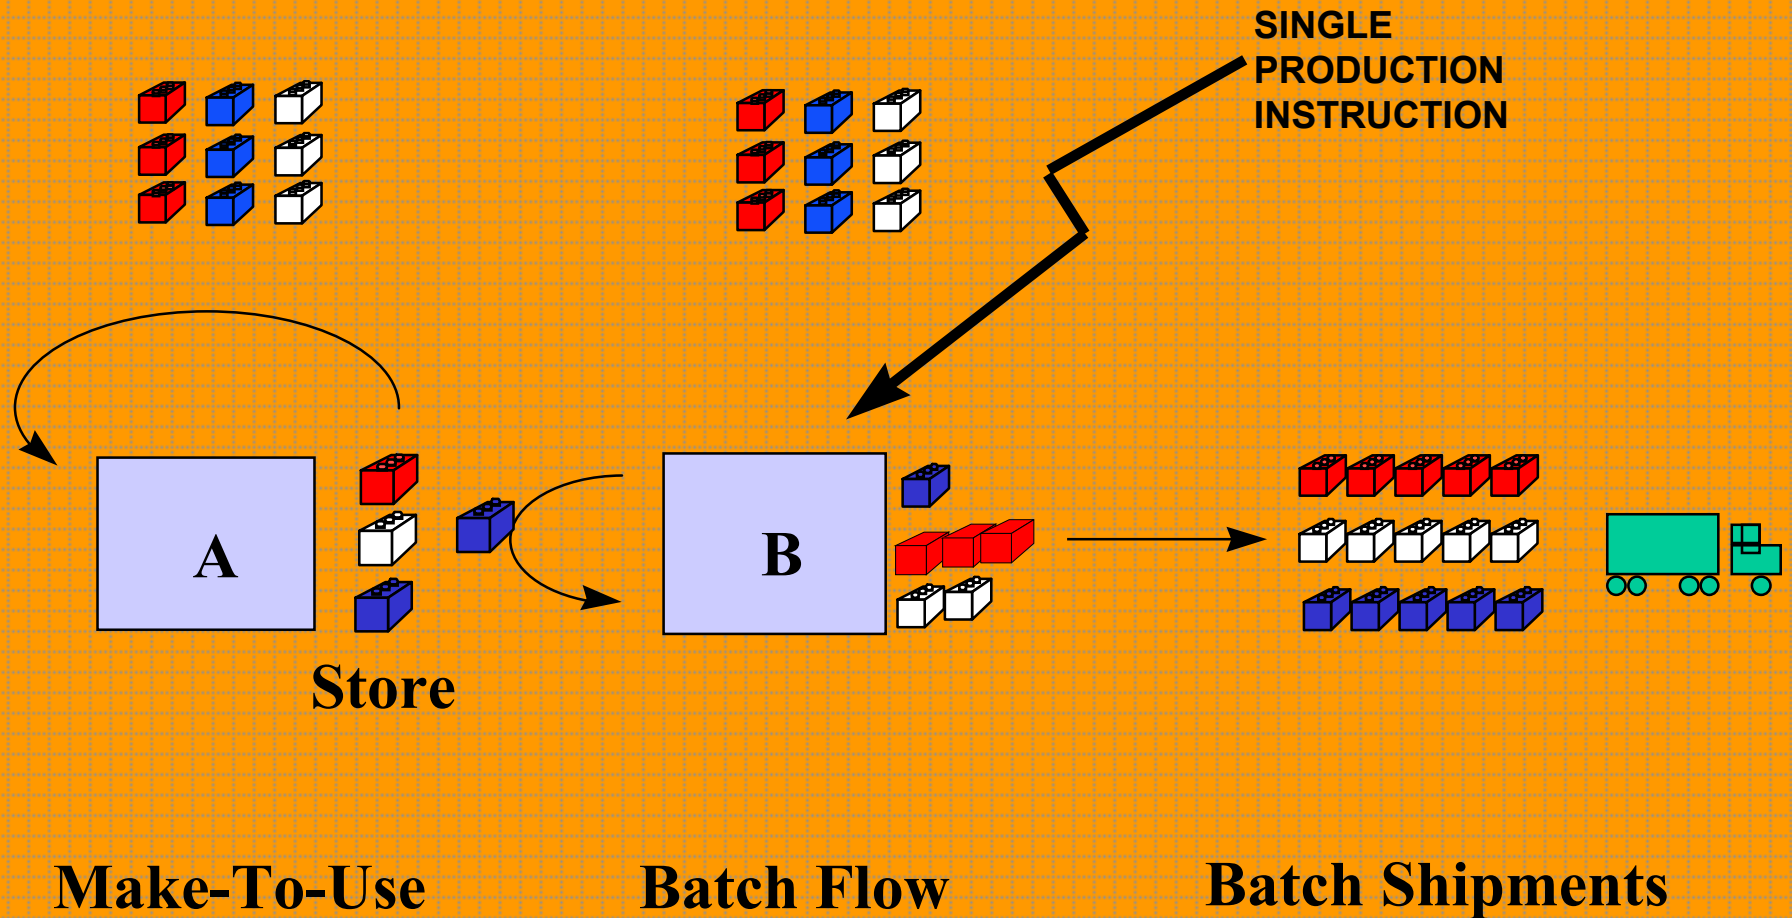 SINGLE
PRODUCTION
INSTRUCTION
A
B
Store
Make-To-Use
Batch Flow
Batch Shipments